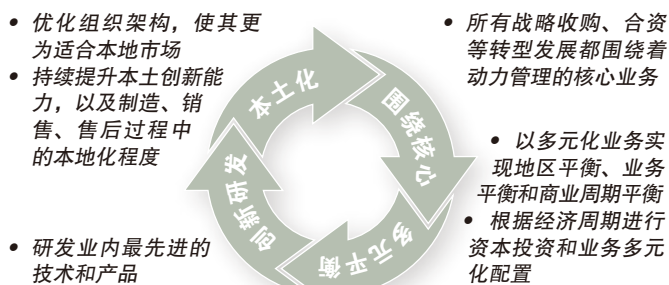 • 优化组织架构，使其更
为适合本地市场
• 持续提升本土创新能
力，以及制造、销
售、售后过程中
的本地化程度
• 研发业内最先进的
技术和产品
本土化
围绕核心
多元平衡
创新研发
• 所有战略收购、合资
等转型发展都围绕着
动力管理的核心业务
• 以多元化业务实
现地区平衡、业务
平衡和商业周期平衡
• 根据经济周期进行
资本投资和业务多元
化配置